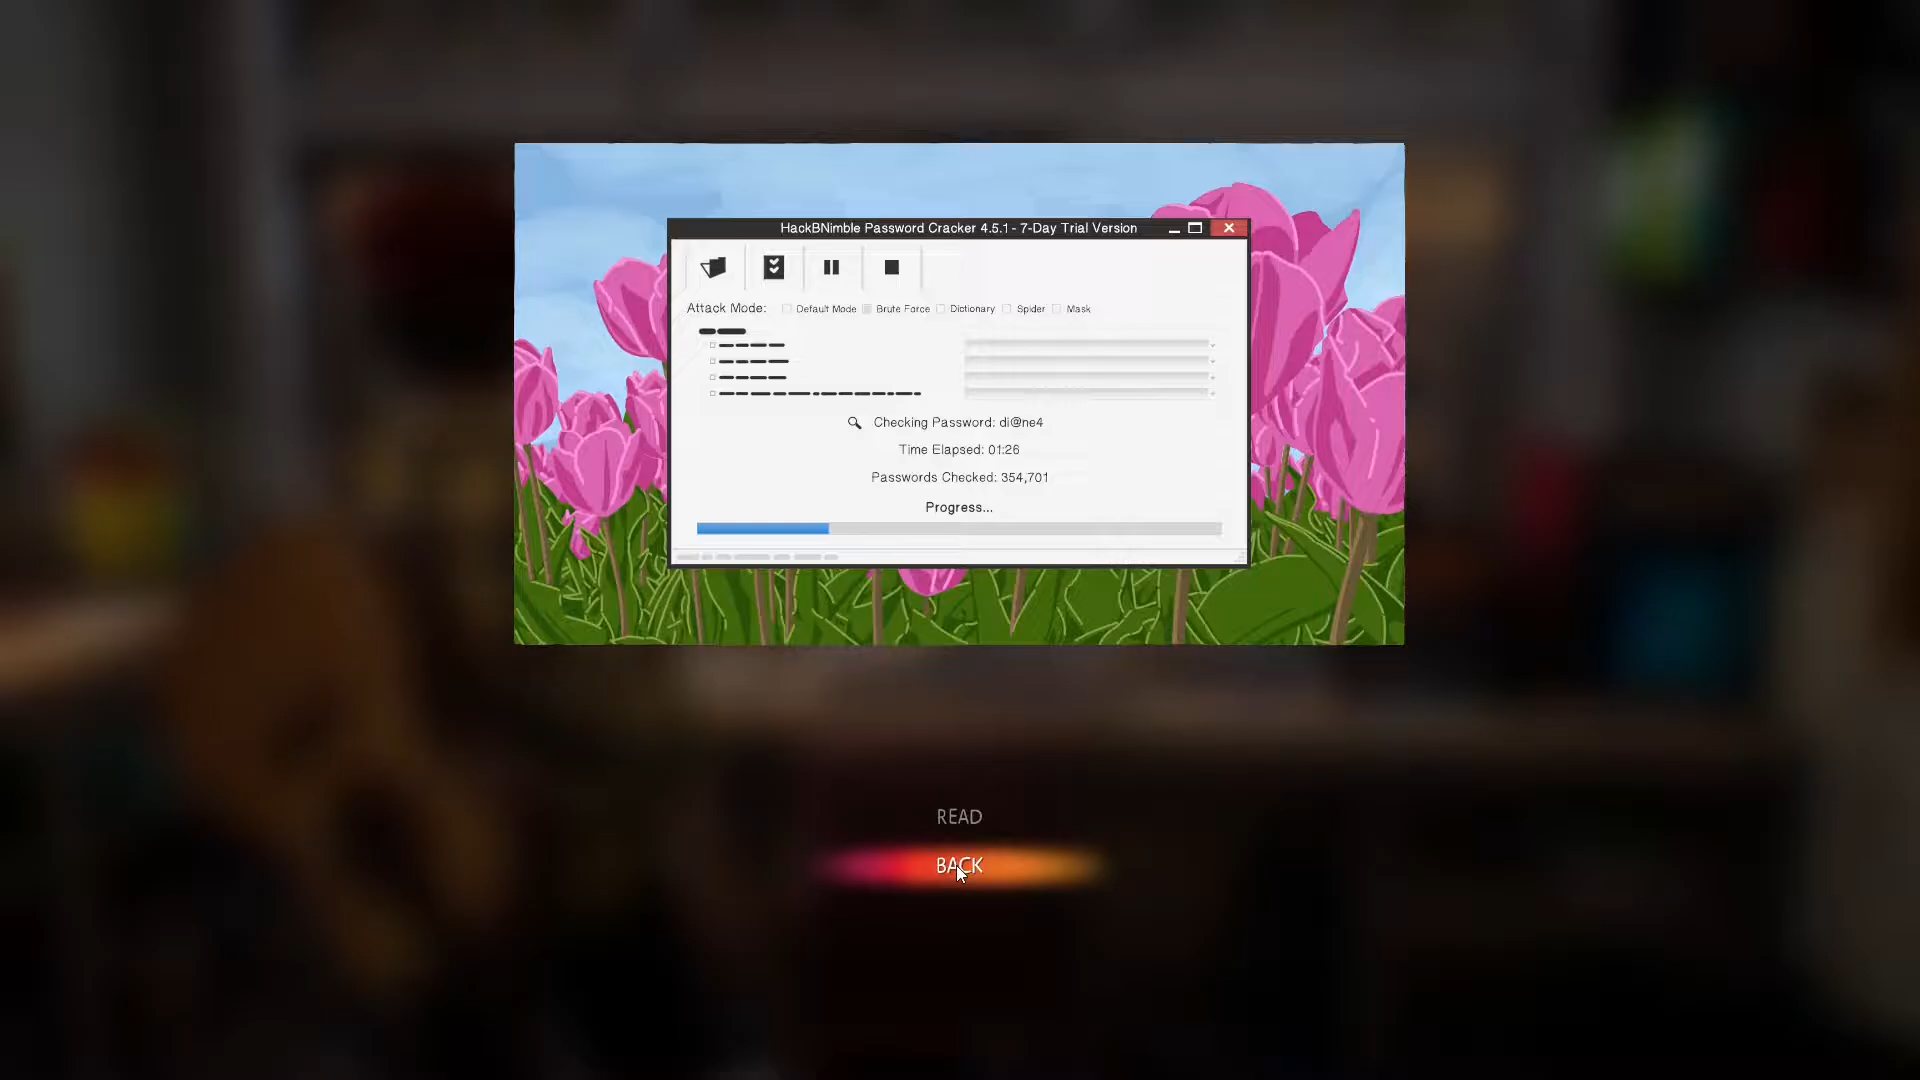 HackBNimble Password Cracker 4.5.1 - 7-Day Trial Version
Attack Mode: Default Mode Brute Force Dictionary Spider Mask
Checking Password: di@ne4
Time Elapsed: 01:26
Passwords Checked: 354,701
Progress...
READ
BACK